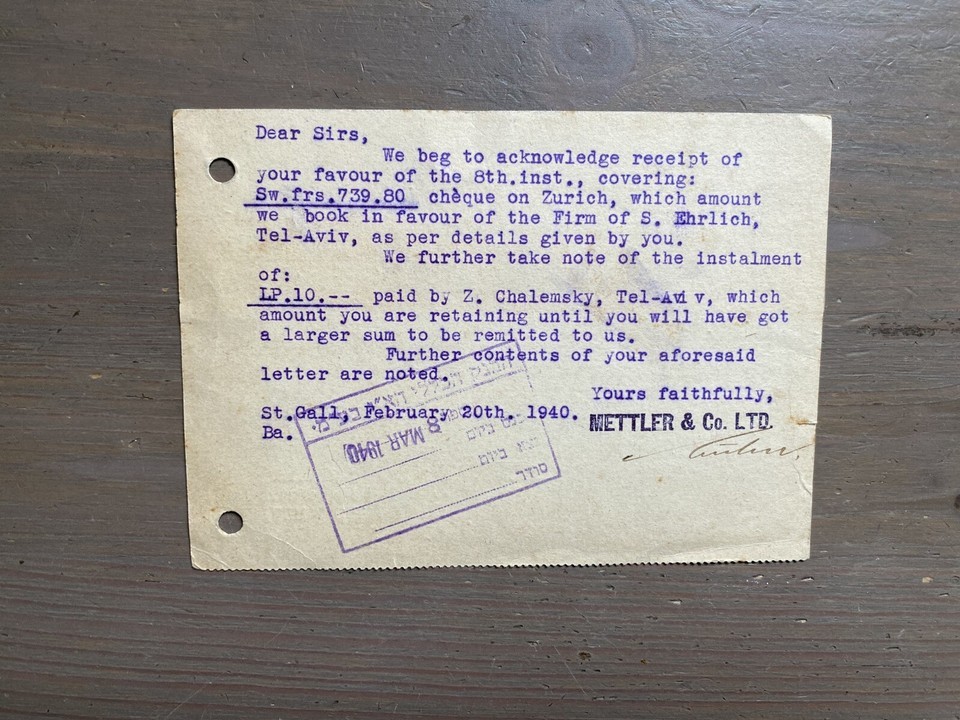 Dear Sirs,
We beg to acknowledge receipt of
your favour of the 8th.inst., covering:
Sw.frs.739.80 chèque on Zurich, which amount
we book in favour of the Firm of S. Ehrlich,
Tel-Aviv, as per details given by you.
We further take note of the instalment
of:
LP.10.-- paid by Z. Chalemsky, Tel-Aviv, which
amount you are retaining until you will have got
a larger sum to be remitted to us.
Further contents of your aforesaid
letter are noted.
Yours faithfully,
St.Gall, February 20th. 1940.
Ba.
METTLER & Co. LTD.
8 MAR 1940